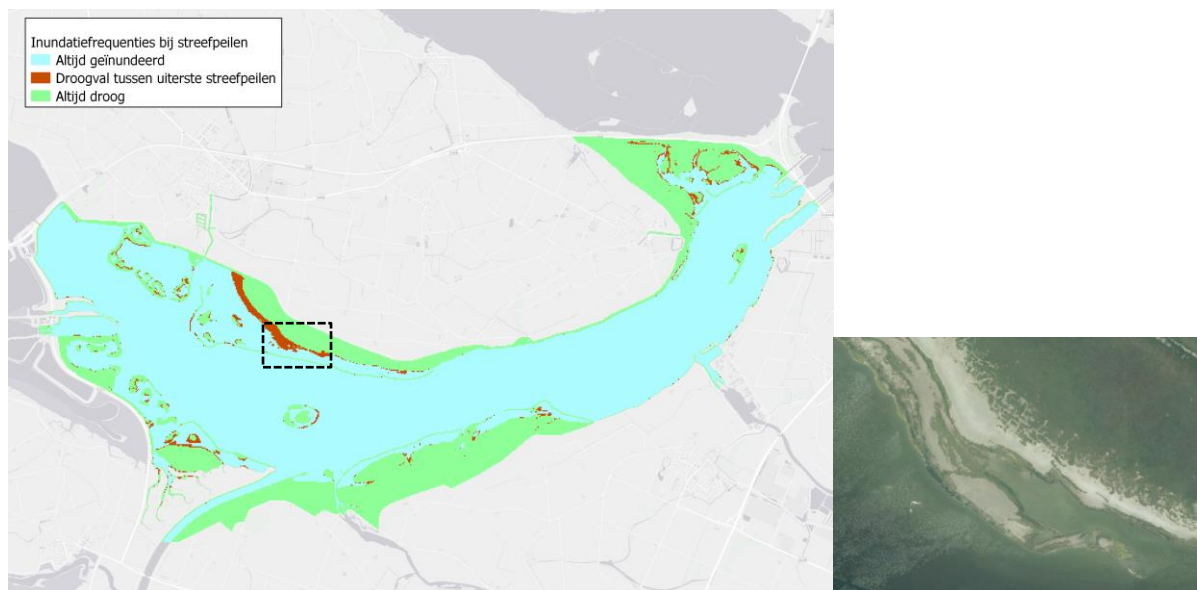 Inundatiefrequenties bij streefpeilen
Altijd geïnundeerd
Droogval tussen uiterste streefpeilen
Altijd droog